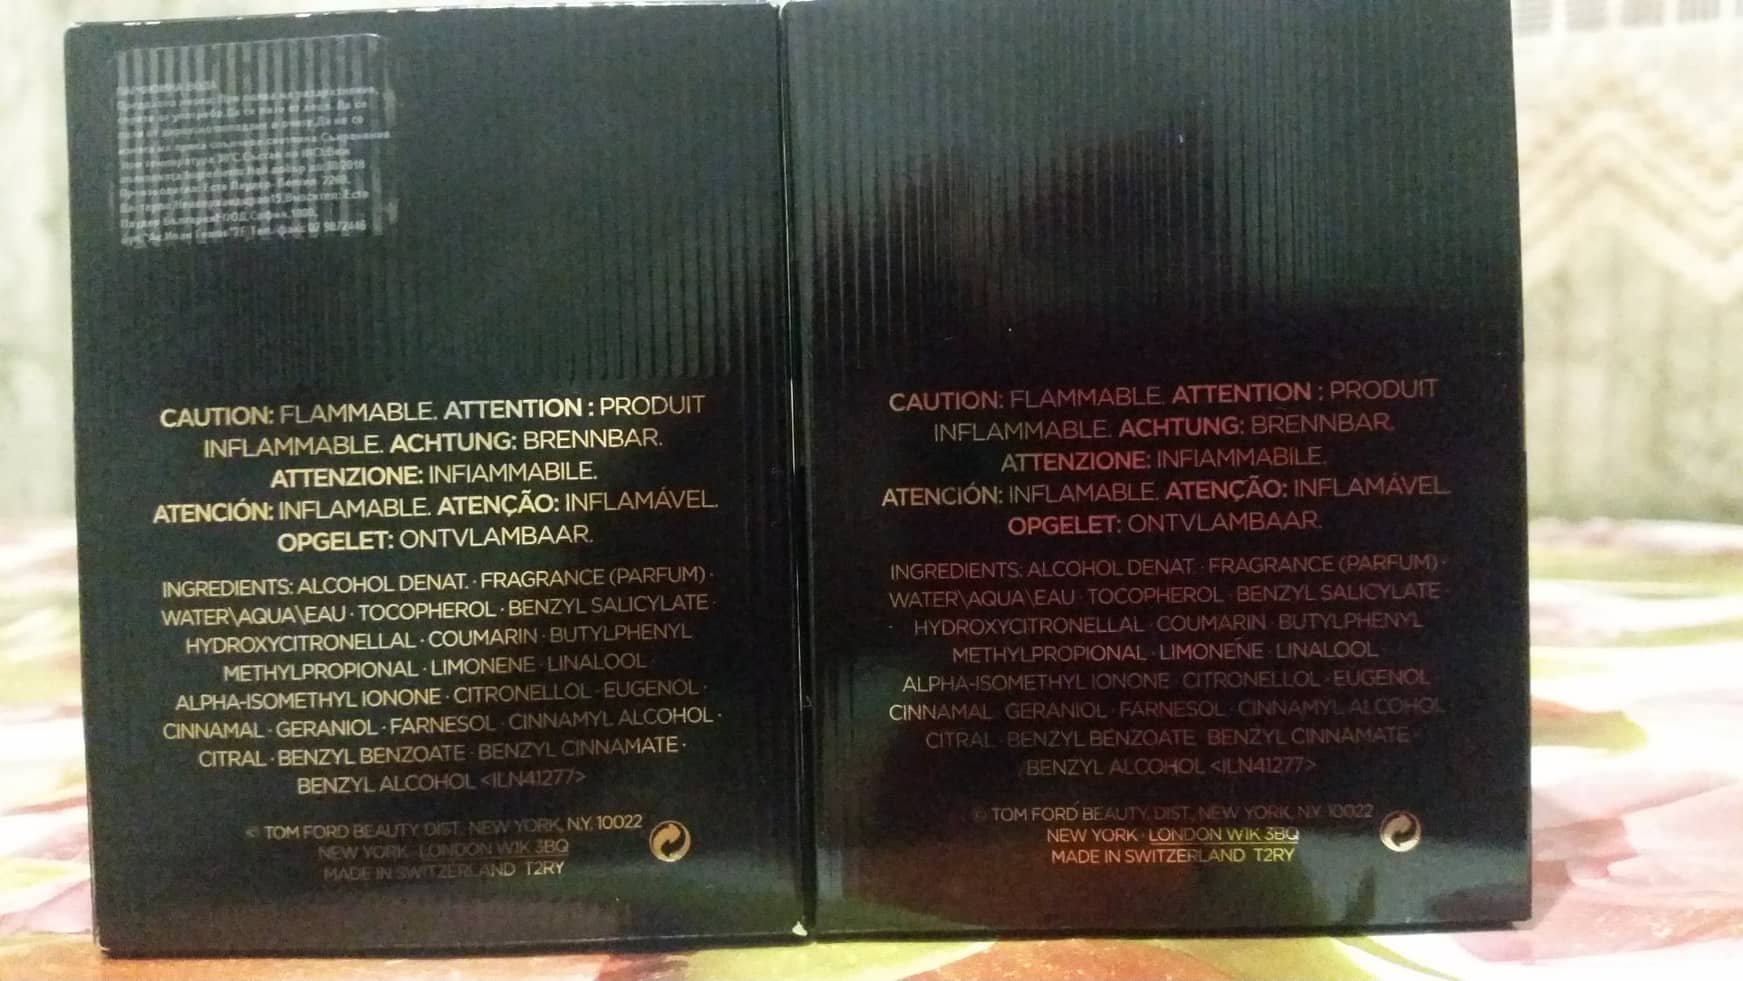 ПАРФЮМНА ВОДА
CAUTION: FLAMMABLE. ATTENTION : PRODUIT
INFLAMMABLE. ACHTUNG: BRENNBAR.
ATTENZIONE: INFIAMMABILE.
ATENCIÓN: INFLAMABLE. ATENÇÃO: INFLAMÁVEL.
OPGELET: ONTVLAMBAAR.
INGREDIENTS: ALCOHOL DENAT. · FRAGRANCE (PARFUM) ·
WATER\AQUA\EAU · TOCOPHEROL · BENZYL SALICYLATE ·
HYDROXYCITRONELLAL · COUMARIN · BUTYLPHENYL
METHYLPROPIONAL · LIMONENE · LINALOOL ·
ALPHA-ISOMETHYL IONONE · CITRONELLOL · EUGENOL ·
CINNAMAL · GERANIOL · FARNESOL · CINNAMYL ALCOHOL ·
CITRAL · BENZYL BENZOATE · BENZYL CINNAMATE ·
BENZYL ALCOHOL <ILN41277>
© TOM FORD BEAUTY, DIST. NEW YORK, N.Y. 10022
NEW YORK · LONDON W1K 3BQ
MADE IN SWITZERLAND T2RY
CAUTION: FLAMMABLE. ATTENTION : PRODUIT
INFLAMMABLE. ACHTUNG: BRENNBAR.
ATTENZIONE: INFIAMMABILE.
ATENCIÓN: INFLAMABLE. ATENÇÃO: INFLAMÁVEL.
OPGELET: ONTVLAMBAAR.
INGREDIENTS: ALCOHOL DENAT. · FRAGRANCE (PARFUM) ·
WATER\AQUA\EAU · TOCOPHEROL · BENZYL SALICYLATE ·
HYDROXYCITRONELLAL · COUMARIN · BUTYLPHENYL
METHYLPROPIONAL · LIMONENE · LINALOOL ·
ALPHA-ISOMETHYL IONONE · CITRONELLOL · EUGENOL ·
CINNAMAL · GERANIOL · FARNESOL · CINNAMYL ALCOHOL ·
CITRAL · BENZYL BENZOATE · BENZYL CINNAMATE ·
BENZYL ALCOHOL <ILN41277>
© TOM FORD BEAUTY, DIST. NEW YORK, N.Y. 10022
NEW YORK · LONDON W1K 3BQ
MADE IN SWITZERLAND T2RY